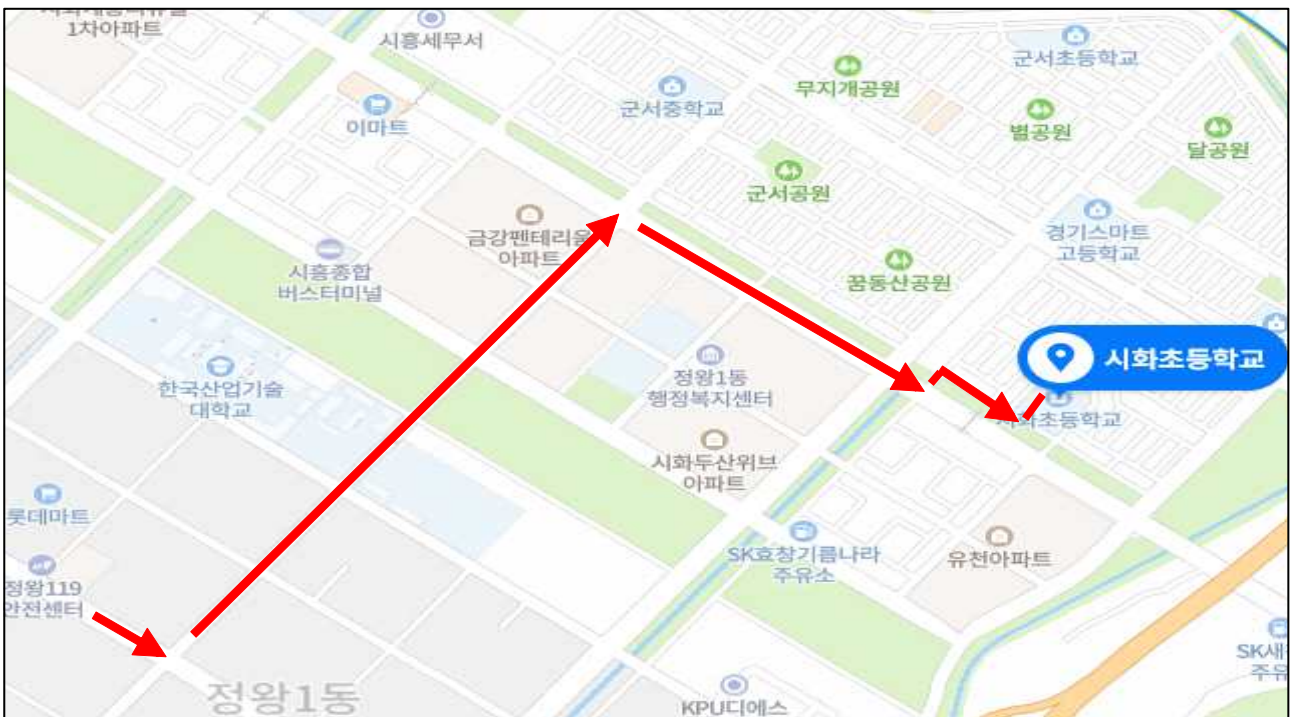 1차아파트
시흥세무서
군서초등학교
무지개공원
군서중학교
이마트
별공원
달공원
군서공원
금강펜테리움
아파트
경기스마트
고등학교
시흥종합
버스터미널
꿈동산공원
시화초등학교
정왕1동
행정복지센터
한국산업기술
대학교
시화초등학교
시화두산위브
아파트
롯데마트
SK효창기름나라
주유소
유천아파트
정왕119
안전센터
정왕1동
KPU디에스
SK새
주유